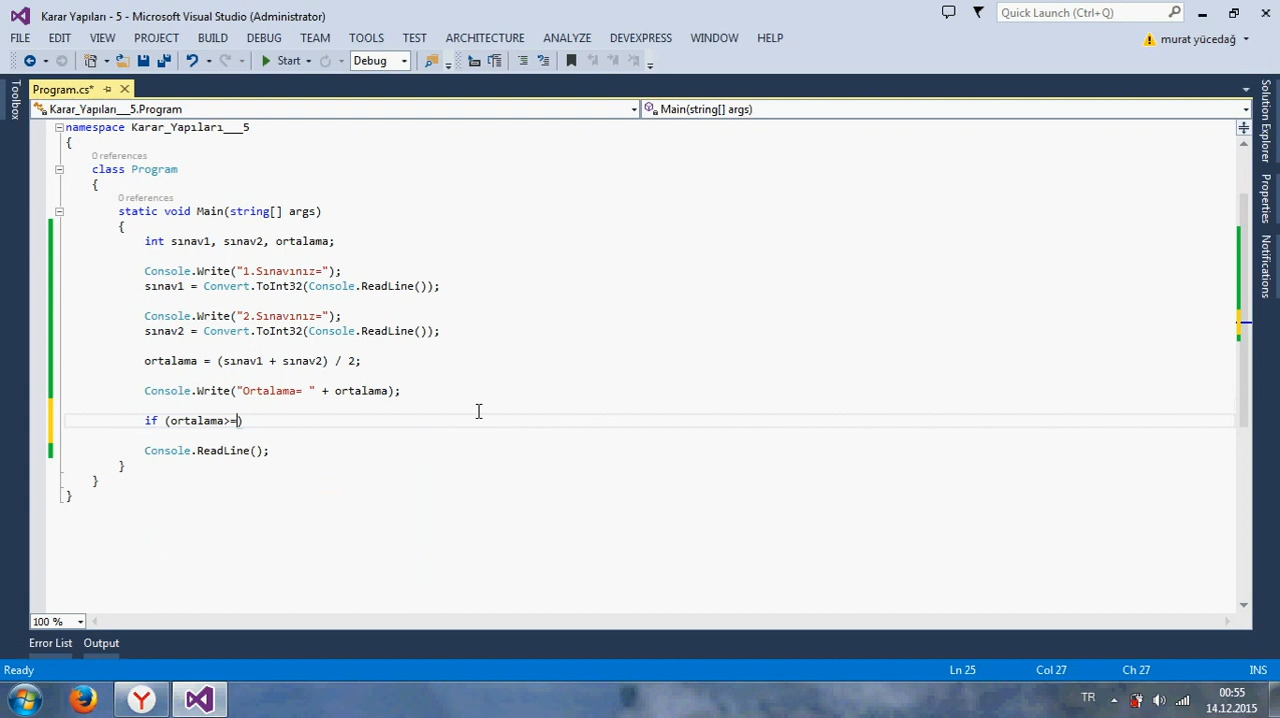 Karar Yapıları - 5 - Microsoft Visual Studio (Administrator)
Quick Launch (Ctrl+Q)
FILE EDIT VIEW PROJECT BUILD DEBUG TEAM TOOLS TEST ARCHITECTURE ANALYZE DEVEXPRESS WINDOW HELP
murat yücedağ
Start Debug
Program.cs*
Karar_Yapıları___5.Program
Main(string[] args)
Toolbox
Solution Explorer
Properties
Notifications
namespace Karar_Yapıları___5
{
0 references
class Program
{
0 references
static void Main(string[] args)
{
int sınav1, sınav2, ortalama;
Console.Write("1.Sınavınız=");
sınav1 = Convert.ToInt32(Console.ReadLine());
Console.Write("2.Sınavınız=");
sınav2 = Convert.ToInt32(Console.ReadLine());
ortalama = (sınav1 + sınav2) / 2;
Console.Write("Ortalama= " + ortalama);
if (ortalama>=)
Console.ReadLine();
}
}
}
100 %
Error List Output
Ready Ln 25 Col 27 Ch 27 INS
TR 00:55
14.12.2015